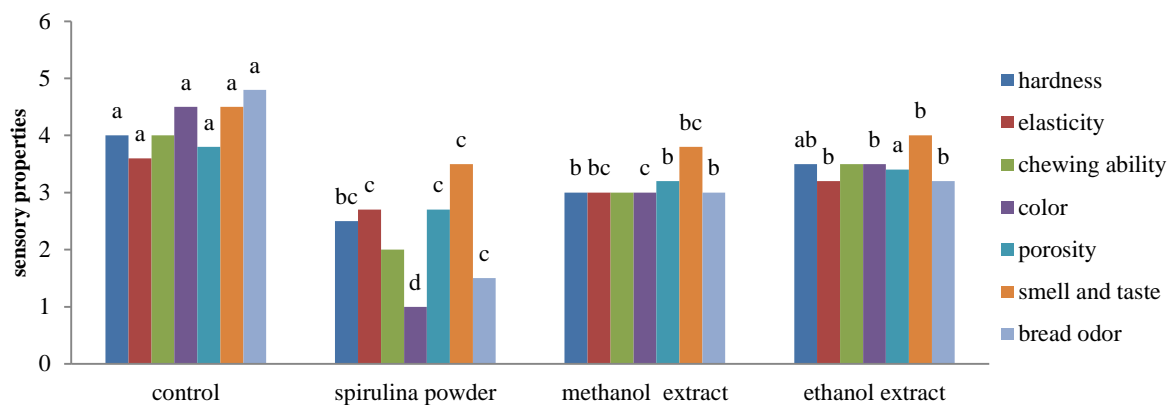 6
5
4
3
2
1
0
sensory properties
a a a a a a
bc c d c c c
b bc c b bc b
ab b b a b b
control spirulina powder methanol extract ethanol extract
hardness
elasticity
chewing ability
color
porosity
smell and taste
bread odor